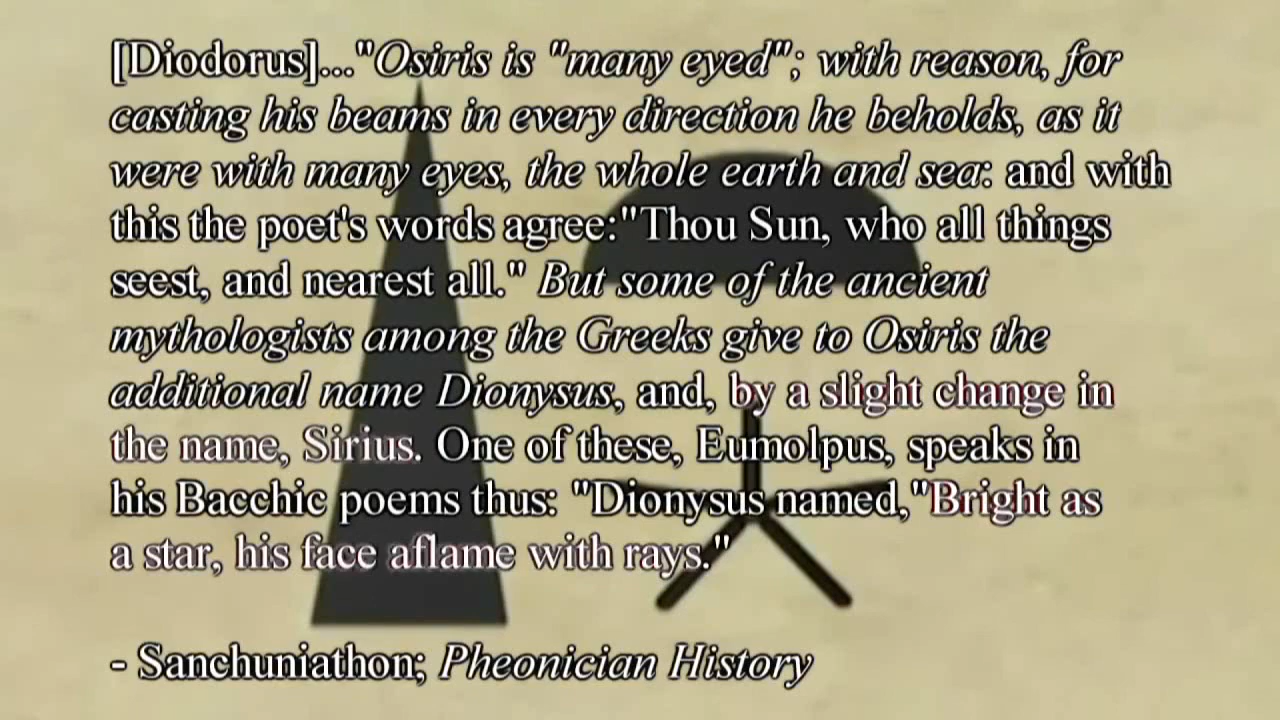 [Diodorus]..."Osiris is "many eyed"; with reason, for
casting his beams in every direction he beholds, as it
were with many eyes, the whole earth and sea: and with
this the poet's words agree:"Thou Sun, who all things
seest, and nearest all." But some of the ancient
mythologists among the Greeks give to Osiris the
additional name Dionysus, and, by a slight change in
the name, Sirius. One of these, Eumolpus, speaks in
his Bacchic poems thus: "Dionysus named,"Bright as
a star, his face aflame with rays."
- Sanchuniathon; Pheonician History